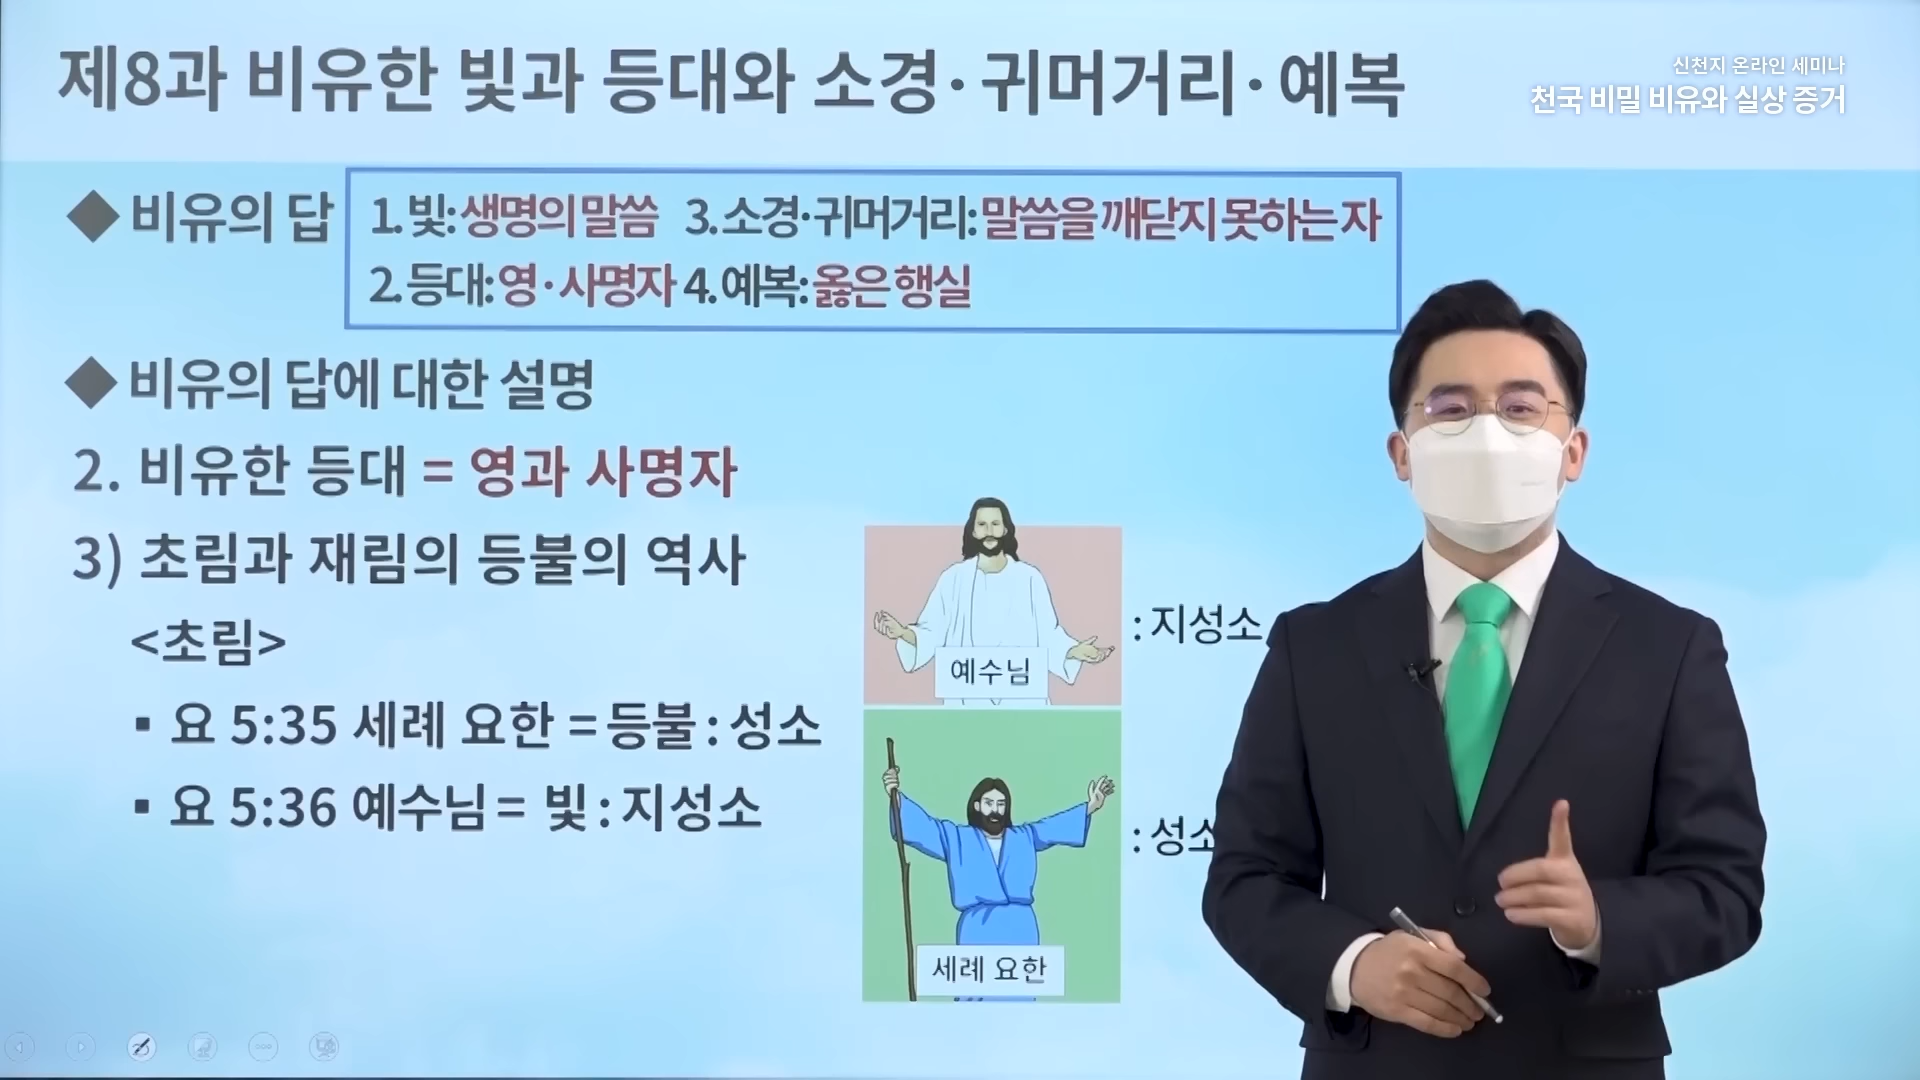 제8과 비유한 빛과 등대와 소경·귀머거리·예복
신천지 온라인 세미나
천국 비밀 비유와 실상 증거
◆ 비유의 답
1. 빛: 생명의 말씀 3. 소경·귀머거리: 말씀을 깨닫지 못하는 자
2. 등대: 영·사명자 4. 예복: 옳은 행실
◆ 비유의 답에 대한 설명
2. 비유한 등대 = 영과 사명자
3) 초림과 재림의 등불의 역사
<초림>
▪ 요 5:35 세례 요한 = 등불 : 성소
▪ 요 5:36 예수님 = 빛 : 지성소
예수님
: 지성소
세례 요한
: 성소